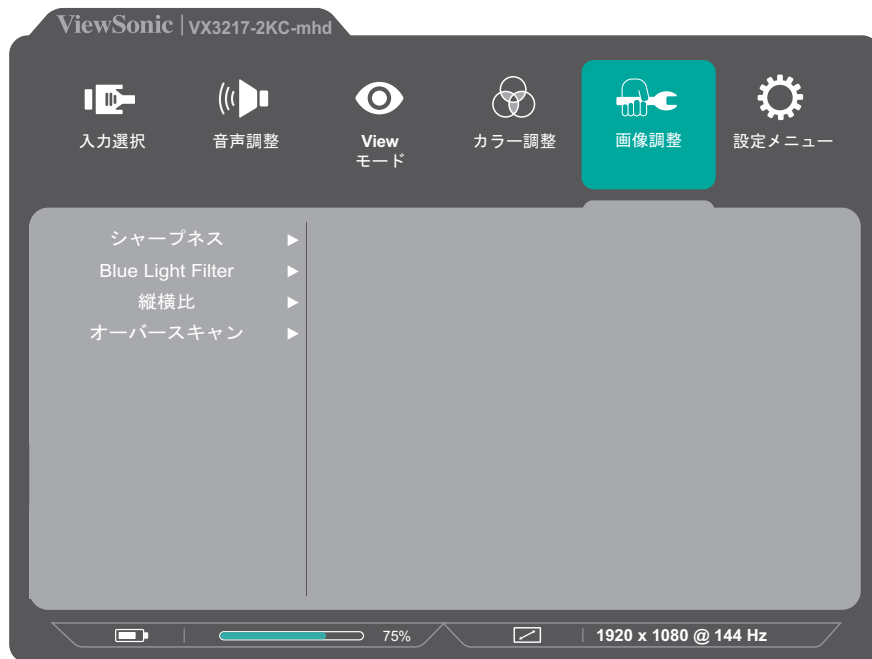 ViewSonic | VX3217-2KC-mhd
入力選択
音声調整
View
モード
カラー調整
画像調整
設定メニュー
シャープネス ▶
Blue Light Filter ▶
縦横比 ▶
オーバースキャン ▶
75%
1920 x 1080 @ 144 Hz